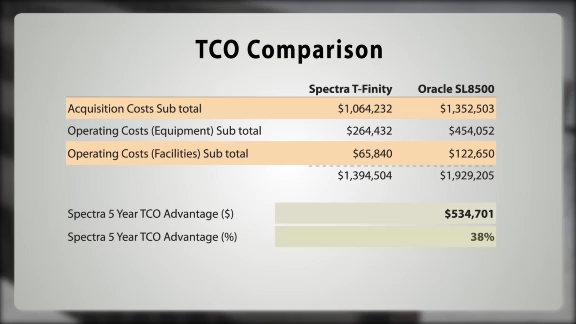 TCO Comparison
Spectra T-Finity Oracle SL8500
Acquisition Costs Sub total $1,064,232 $1,352,503
Operating Costs (Equipment) Sub total $264,432 $454,052
Operating Costs (Facilities) Sub total $65,840 $122,650
$1,394,504 $1,929,205
Spectra 5 Year TCO Advantage ($) $534,701
Spectra 5 Year TCO Advantage (%) 38%